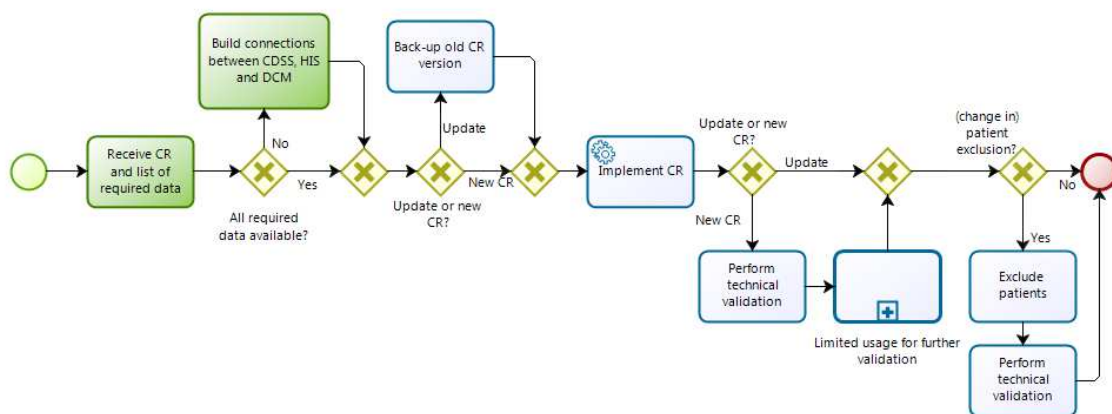 Build connections
between CDSS, HIS
and DCM
Back-up old CR
version
No
Update
Receive CR
and list of
required data
Yes
All required
data available?
New CR
Update or new
CR?
Implement CR
Update or new
CR?
Update
New CR
Perform
technical
validation
Limited usage for further
validation
(change in)
patient
exclusion?
No
Yes
Exclude
patients
Perform
technical
validation